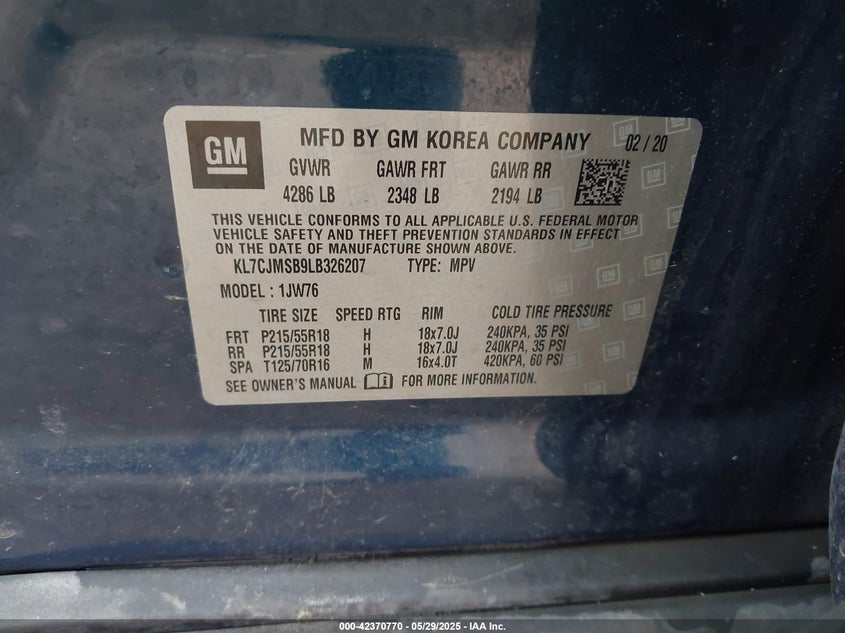 GM MFD BY GM KOREA COMPANY 02 / 20
GVWR GAWR FRT GAWR RR
4286 LB 2348 LB 2194 LB
THIS VEHICLE CONFORMS TO ALL APPLICABLE U.S. FEDERAL MOTOR
VEHICLE SAFETY AND THEFT PREVENTION STANDARDS IN EFFECT
ON THE DATE OF MANUFACTURE SHOWN ABOVE.
KL7CJMSB9LB326207 TYPE: MPV
MODEL : 1JW76
TIRE SIZE SPEED RTG RIM COLD TIRE PRESSURE
FRT P215/55R18 H 18x7.0J 240KPA, 35 PSI
RR P215/55R18 H 18x7.0J 240KPA, 35 PSI
SPA T125/70R16 M 16x4.0T 420KPA, 60 PSI
SEE OWNER'S MANUAL FOR MORE INFORMATION.
000-42370770 - 05/29/2025 - IAA Inc.